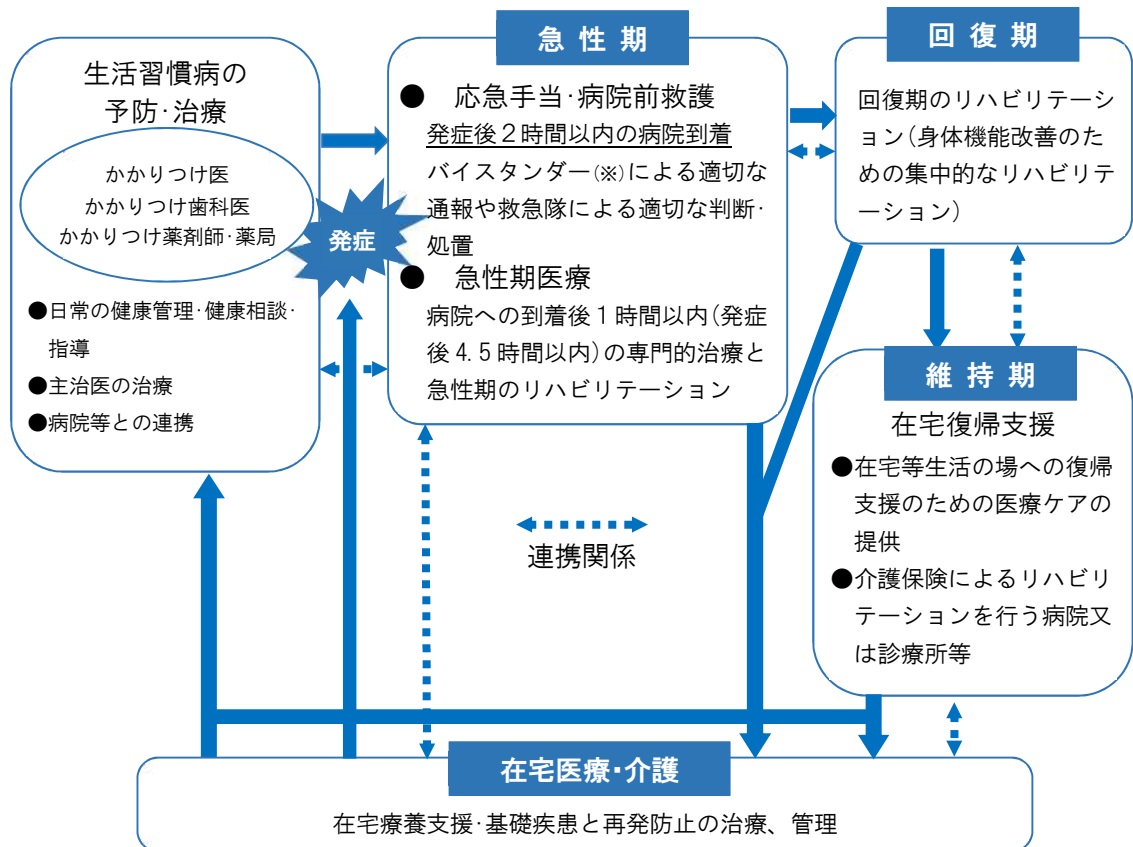 生活習慣病の
予防･治療
かかりつけ医
かかりつけ歯科医
かかりつけ薬剤師･薬局
●日常の健康管理･健康相談･
指導
●主治医の治療
●病院等との連携
発症
急性期
● 応急手当･病院前救護
発症後２時間以内の病院到着
バイスタンダー(※)による適切な
通報や救急隊による適切な判断･
処置
● 急性期医療
病院への到着後１時間以内(発症
後4.5時間以内)の専門的治療と
急性期のリハビリテーション
回復期
回復期のリハビリテーシ
ョン(身体機能改善のた
めの集中的なリハビリテ
ーション)
維持期
在宅復帰支援
●在宅等生活の場への復帰
支援のための医療ケアの
提供
●介護保険によるリハビリ
テーションを行う病院又
は診療所等
連携関係
在宅医療･介護
在宅療養支援･基礎疾患と再発防止の治療、管理